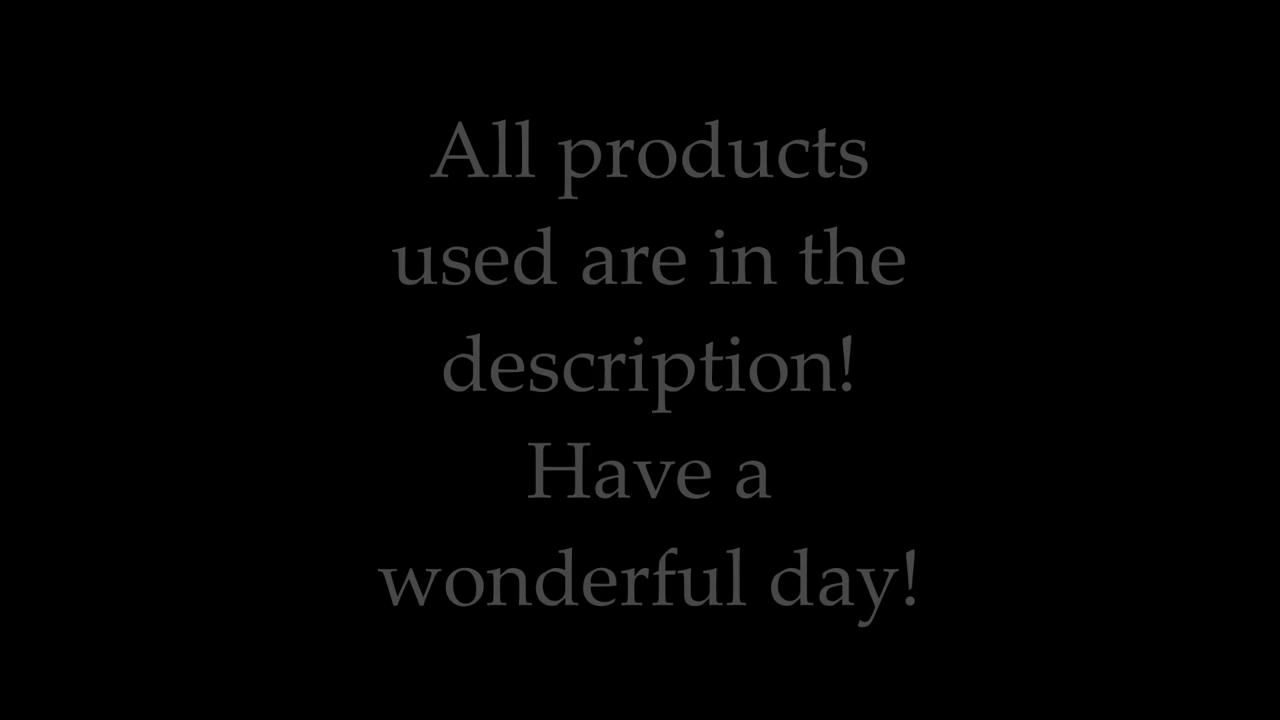 All products
used are in the
description!
Have a
wonderful day!